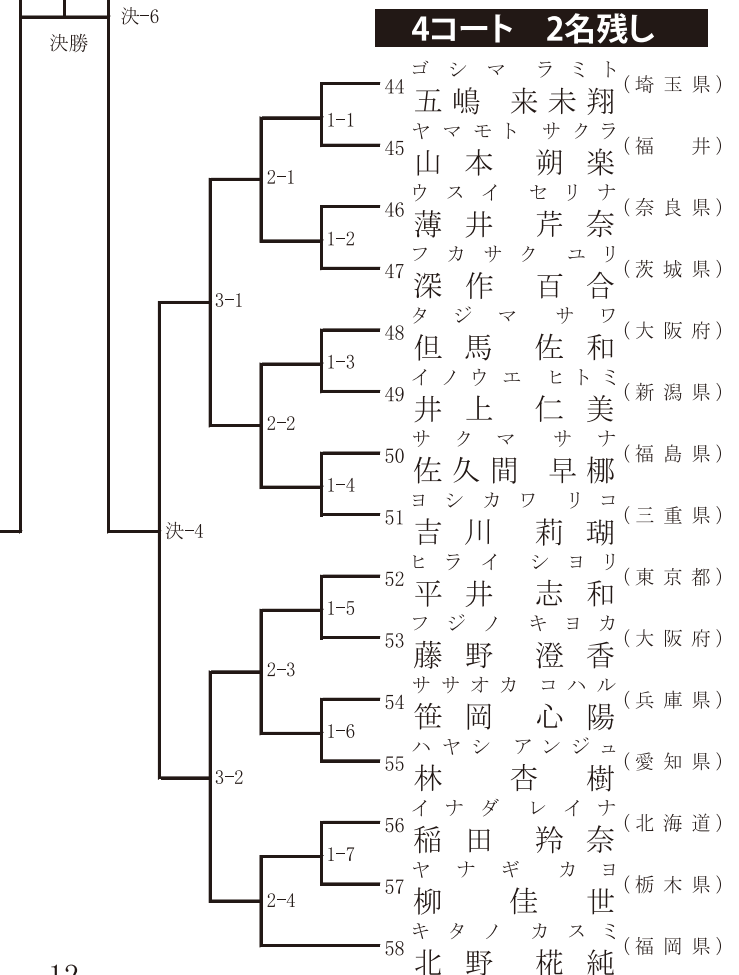 決-6
決勝
4コート 2名残し
ゴシマ ラミト
44 五嶋 来未翔 (埼玉県)
1-1
ヤマモト サクラ
45 山本 朔楽 (福井)
2-1
ウスイ セリナ
46 薄井 芹奈 (奈良県)
1-2
フカサク ユリ
47 深作 百合 (茨城県)
3-1
タジマ サワ
48 但馬 佐和 (大阪府)
1-3
イノウエ ヒトミ
49 井上 仁美 (新潟県)
2-2
サクマ サナ
50 佐久間 早梛 (福島県)
1-4
ヨシカワ リコ
51 吉川 莉瑚 (三重県)
決-4
ヒライ ショリ
52 平井 志和 (東京都)
1-5
フジノ キヨカ
53 藤野 澄香 (大阪府)
2-3
ササオカ コハル
54 笹岡 心陽 (兵庫県)
1-6
ハヤシ アンジュ
55 林 杏樹 (愛知県)
3-2
イナダ レイナ
56 稲田 羚奈 (北海道)
1-7
ヤナギ カヨ
57 柳 佳世 (栃木県)
2-4
キタノ カスミ
58 北野 椛純 (福岡県)
12